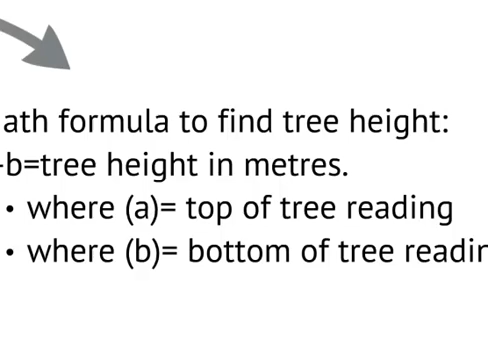 ath formula to find tree height:
-b=tree height in metres.
• where (a)= top of tree reading
• where (b)= bottom of tree readin